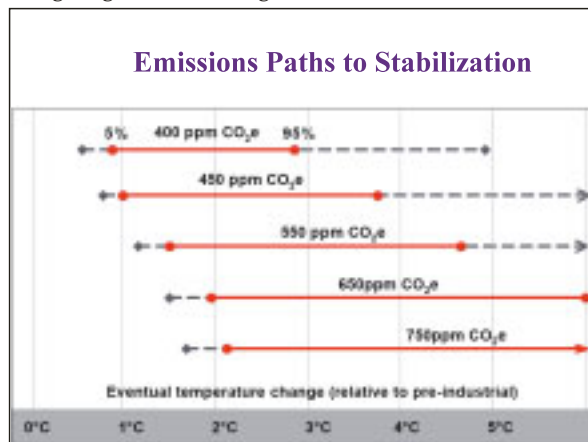 Emissions Paths to Stabilization
5% 400 ppm CO₂e 95%
450 ppm CO₂e
550 ppm CO₂e
650ppm CO₂e
750ppm CO₂e
Eventual temperature change (relative to pre-industrial)
0°C 1°C 2°C 3°C 4°C 5°C